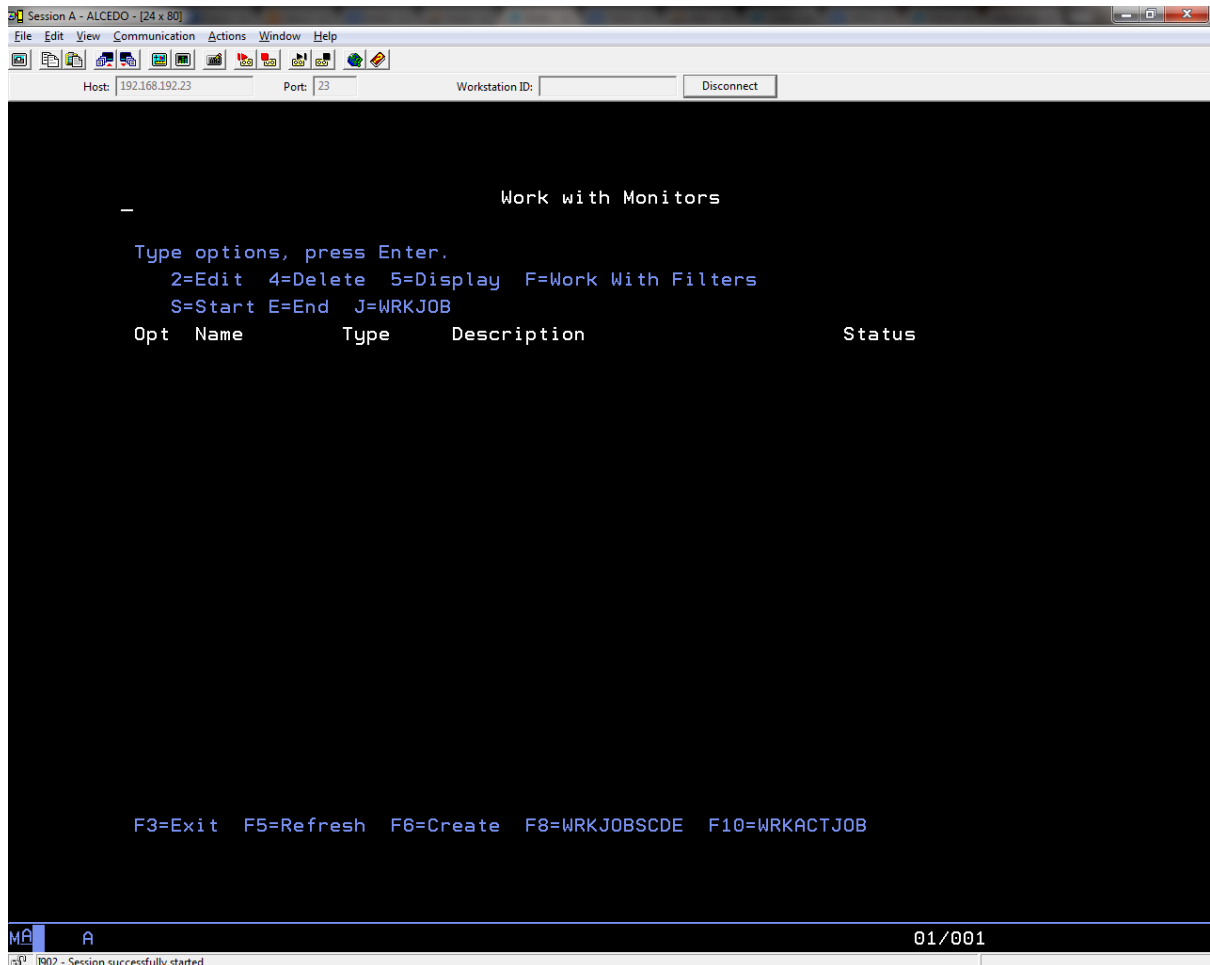 Session A - ALCEDO - [24 x 80]
File Edit View Communication Actions Window Help
Host: 192.168.192.23 Port: 23 Workstation ID: Disconnect
Work with Monitors
Type options, press Enter.
2=Edit 4=Delete 5=Display F=Work With Filters
S=Start E=End J=WRKJOB
Opt Name Type Description Status
F3=Exit F5=Refresh F6=Create F8=WRKJOBSCDE F10=WRKACTJOB
MA A 01/001
I902 - Session successfully started